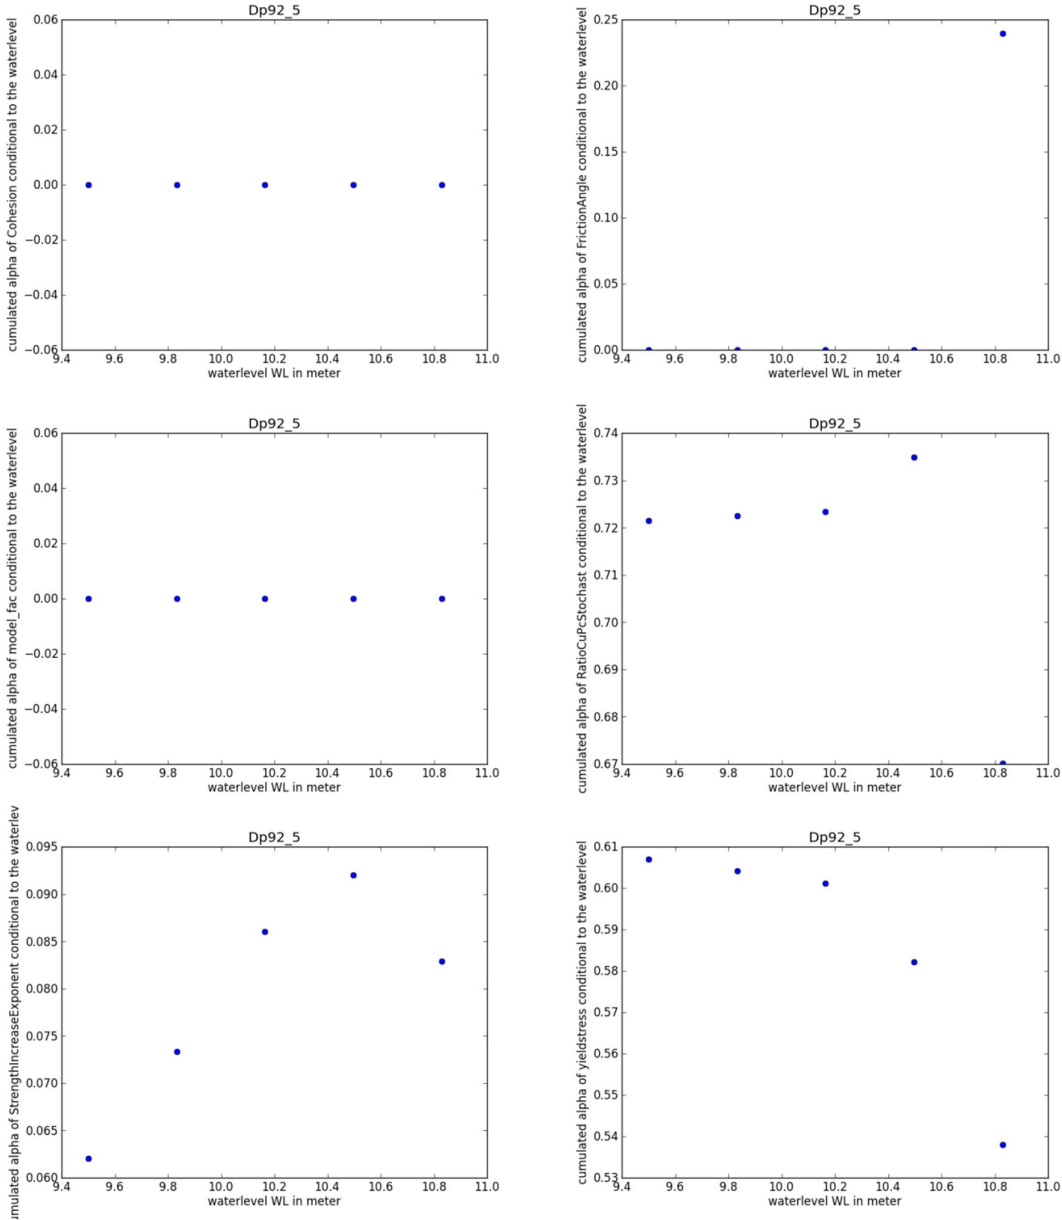 Dp92_5
cumulated alpha of Cohesion conditional to the waterlevel
0.06
0.04
0.02
0.00
−0.02
−0.04
−0.06
9.4 9.6 9.8 10.0 10.2 10.4 10.6 10.8 11.0
waterlevel WL in meter
Dp92_5
cumulated alpha of FrictionAngle conditional to the waterlevel
0.25
0.20
0.15
0.10
0.05
0.00
9.4 9.6 9.8 10.0 10.2 10.4 10.6 10.8 11.0
waterlevel WL in meter
Dp92_5
cumulated alpha of model_fac conditional to the waterlevel
0.06
0.04
0.02
0.00
−0.02
−0.04
−0.06
9.4 9.6 9.8 10.0 10.2 10.4 10.6 10.8 11.0
waterlevel WL in meter
Dp92_5
cumulated alpha of RatioCuPcStochast conditional to the waterlevel
0.74
0.73
0.72
0.71
0.70
0.69
0.68
0.67
9.4 9.6 9.8 10.0 10.2 10.4 10.6 10.8 11.0
waterlevel WL in meter
Dp92_5
umulated alpha of StrengthIncreaseExponent conditional to the waterlev
0.095
0.090
0.085
0.080
0.075
0.070
0.065
0.060
9.4 9.6 9.8 10.0 10.2 10.4 10.6 10.8 11.0
waterlevel WL in meter
Dp92_5
cumulated alpha of yieldstress conditional to the waterlevel
0.61
0.60
0.59
0.58
0.57
0.56
0.55
0.54
0.53
9.4 9.6 9.8 10.0 10.2 10.4 10.6 10.8 11.0
waterlevel WL in meter